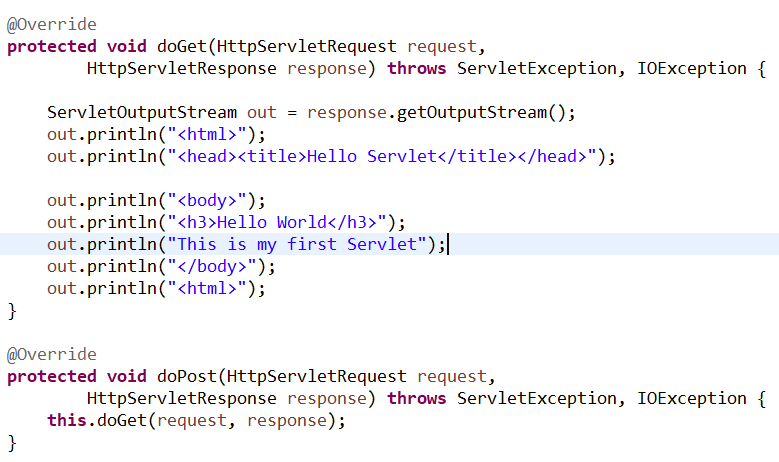 @Override
protected void doGet(HttpServletRequest request,
        HttpServletResponse response) throws ServletException, IOException {

    ServletOutputStream out = response.getOutputStream();
    out.println("<html>");
    out.println("<head><title>Hello Servlet</title></head>");

    out.println("<body>");
    out.println("<h3>Hello World</h3>");
    out.println("This is my first Servlet");
    out.println("</body>");
    out.println("<html>");
}

@Override
protected void doPost(HttpServletRequest request,
        HttpServletResponse response) throws ServletException, IOException {
    this.doGet(request, response);
}